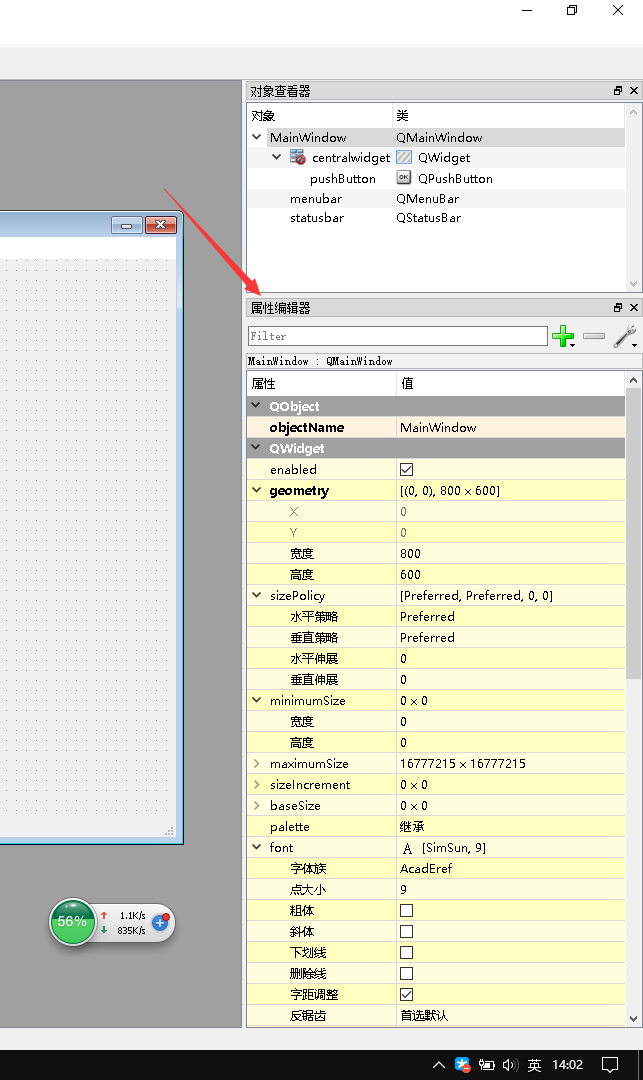 对象查看器
对象 类
MainWindow QMainWindow
centralwidget QWidget
pushButton OK QPushButton
menubar QMenuBar
statusbar QStatusBar
属性编辑器
Filter
MainWindow : QMainWindow
属性 值
QObject
objectName MainWindow
QWidget
enabled
geometry [(0, 0), 800 × 600]
X 0
Y 0
宽度 800
高度 600
sizePolicy [Preferred, Preferred, 0, 0]
水平策略 Preferred
垂直策略 Preferred
水平伸展 0
垂直伸展 0
minimumSize 0 × 0
宽度 0
高度 0
maximumSize 16777215 × 16777215
sizeIncrement 0 × 0
baseSize 0 × 0
palette 继承
font A [SimSun, 9]
字体族 AcadEref
点大小 9
粗体
斜体
下划线
删除线
字距调整
反锯齿 首选默认
56% 1.1K/s
835K/s
英 14:02